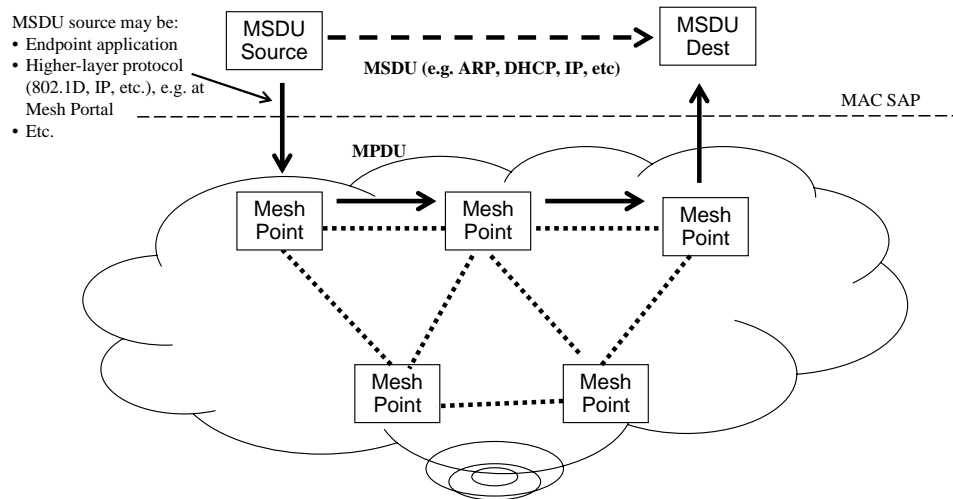 MSDU source may be:
• Endpoint application
• Higher-layer protocol
(802.1D, IP, etc.), e.g. at
Mesh Portal
• Etc.
MSDU
Source
MSDU
Dest
MSDU (e.g. ARP, DHCP, IP, etc)
MAC SAP
MPDU
Mesh
Point
Mesh
Point
Mesh
Point
Mesh
Point
Mesh
Point